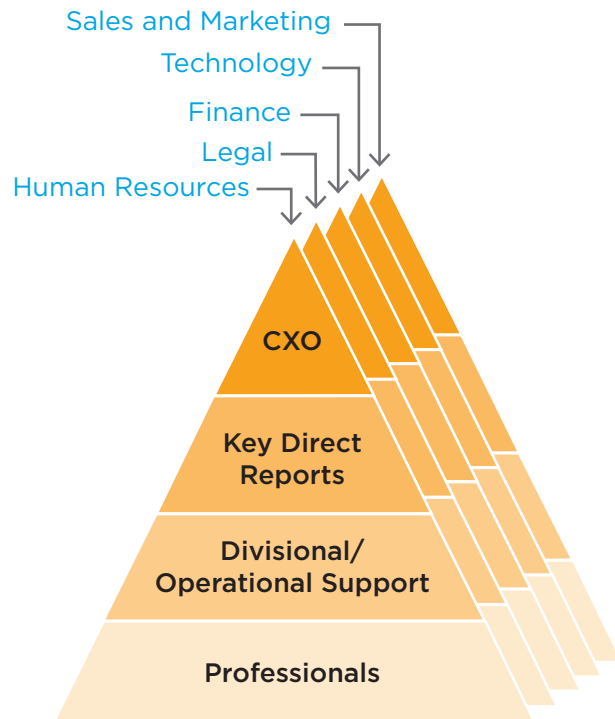 Sales and Marketing
Technology
Finance
Legal
Human Resources
CXO
Key Direct
Reports
Divisional/
Operational Support
Professionals